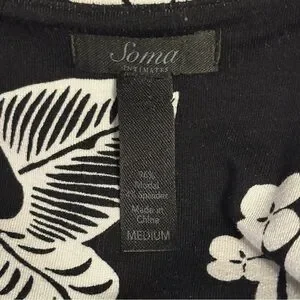 Soma
INTIMATES
96%
Modal
4% Spandex
Made in
China
MEDIUM